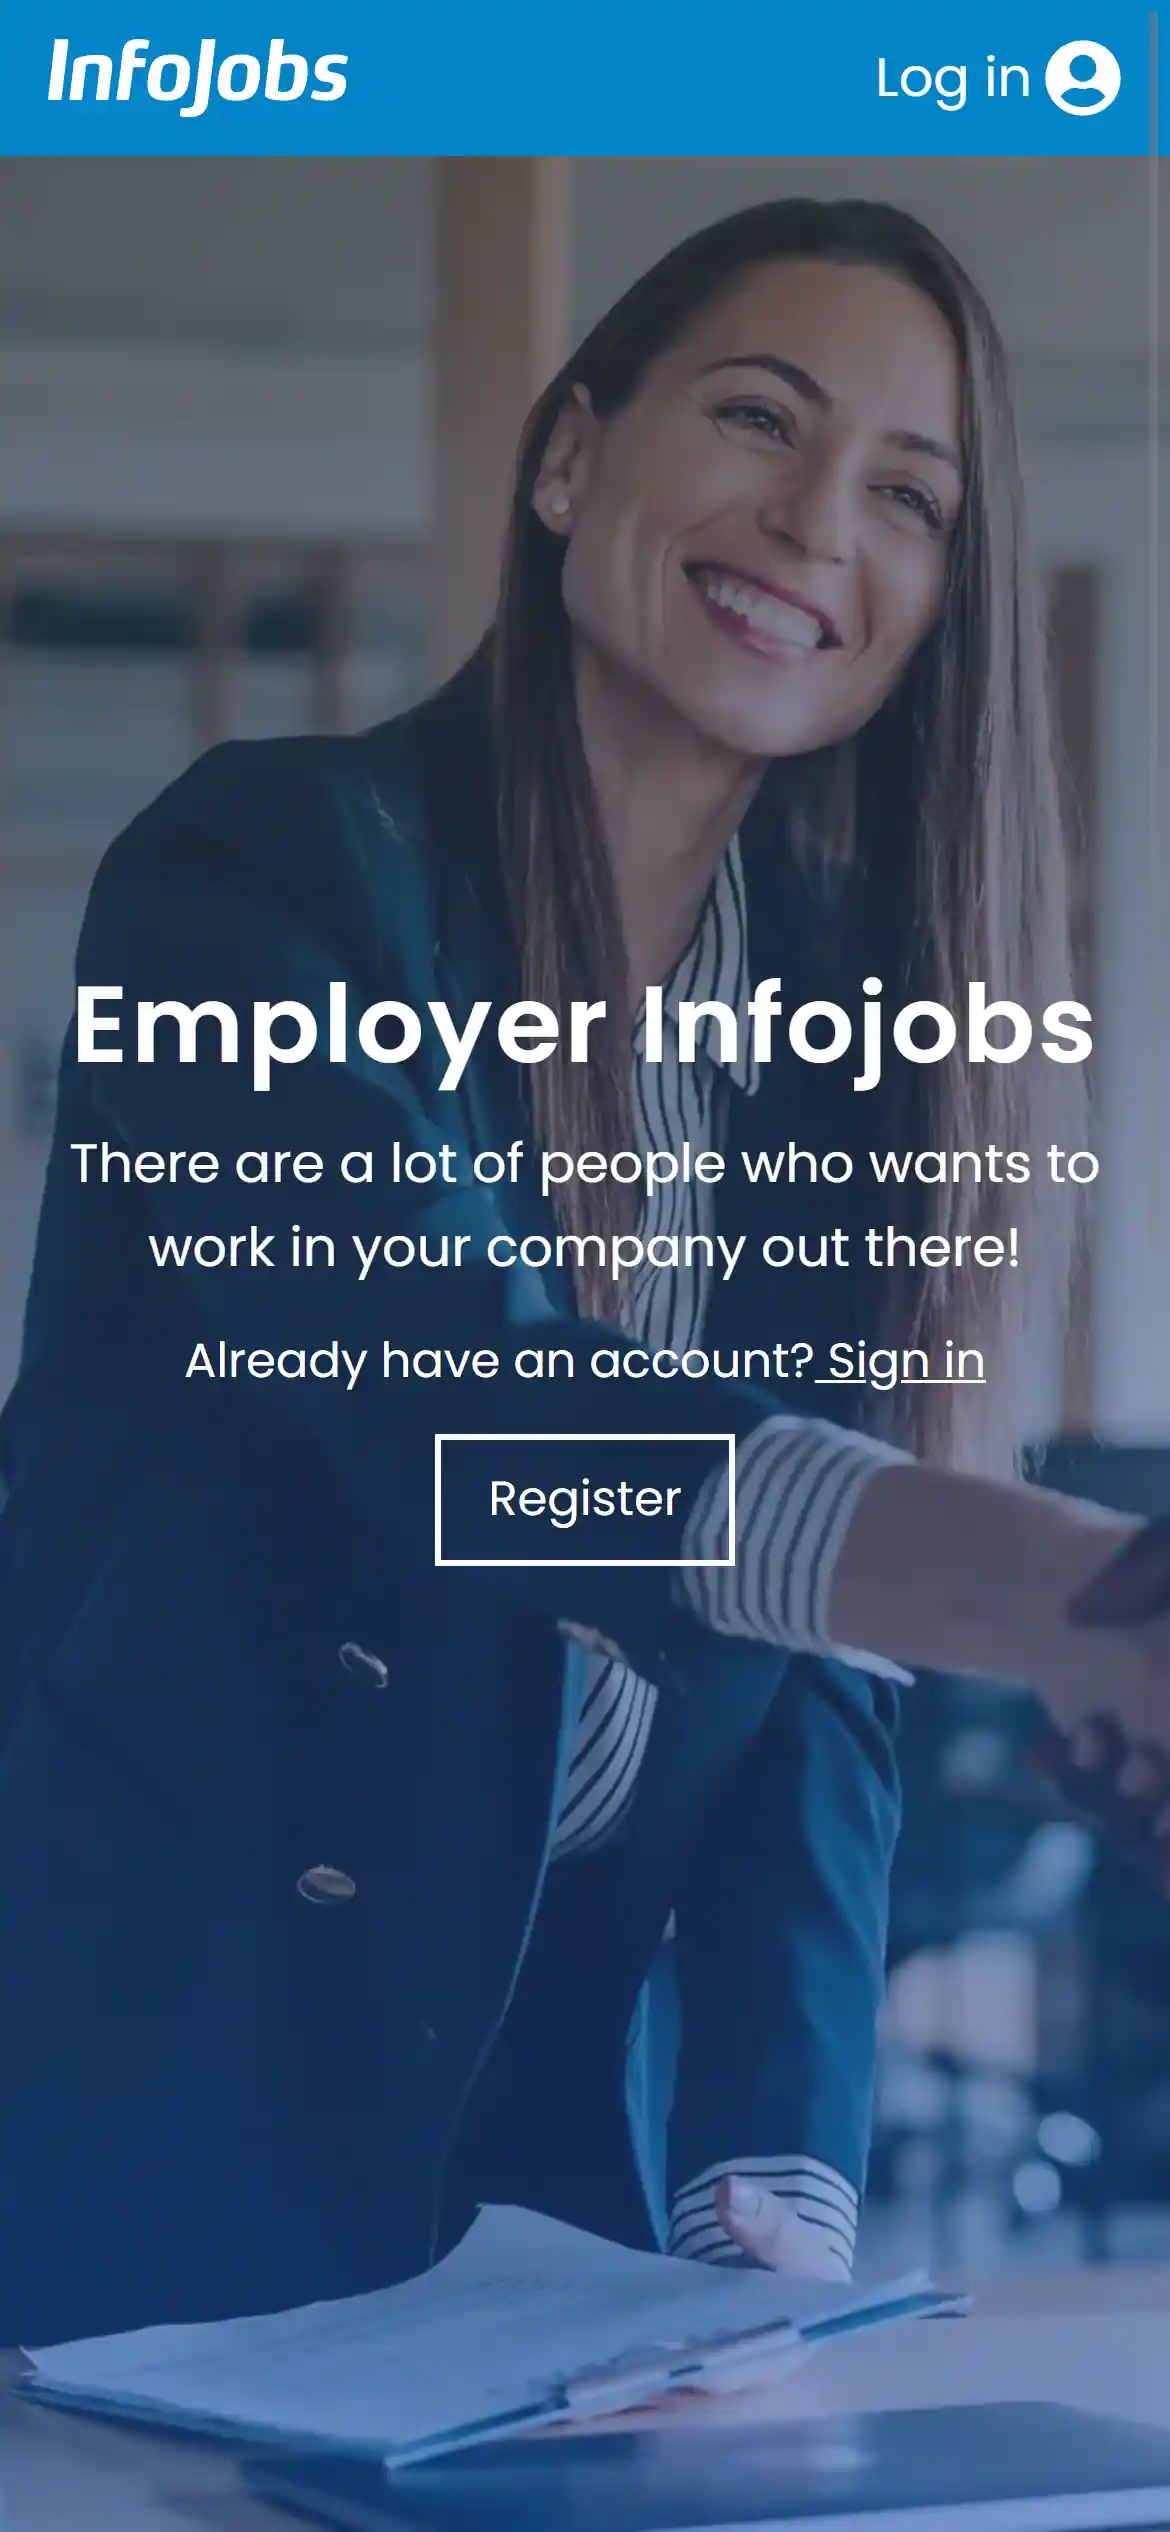 InfoJobs
Log in
Employer Infojobs
There are a lot of people who wants to
work in your company out there!
Already have an account? Sign in
Register